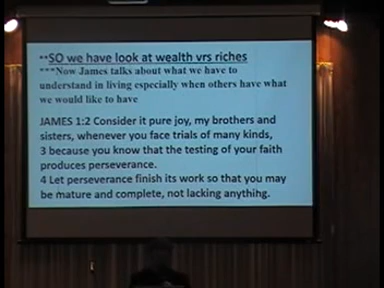 **SO we have look at wealth vrs riches
***Now James talks about what we have to
understand in living especially when others have what
we would like to have
JAMES 1:2 Consider it pure joy, my brothers and
sisters, whenever you face trials of many kinds,
3 because you know that the testing of your faith
produces perseverance.
4 Let perseverance finish its work so that you may
be mature and complete, not lacking anything.